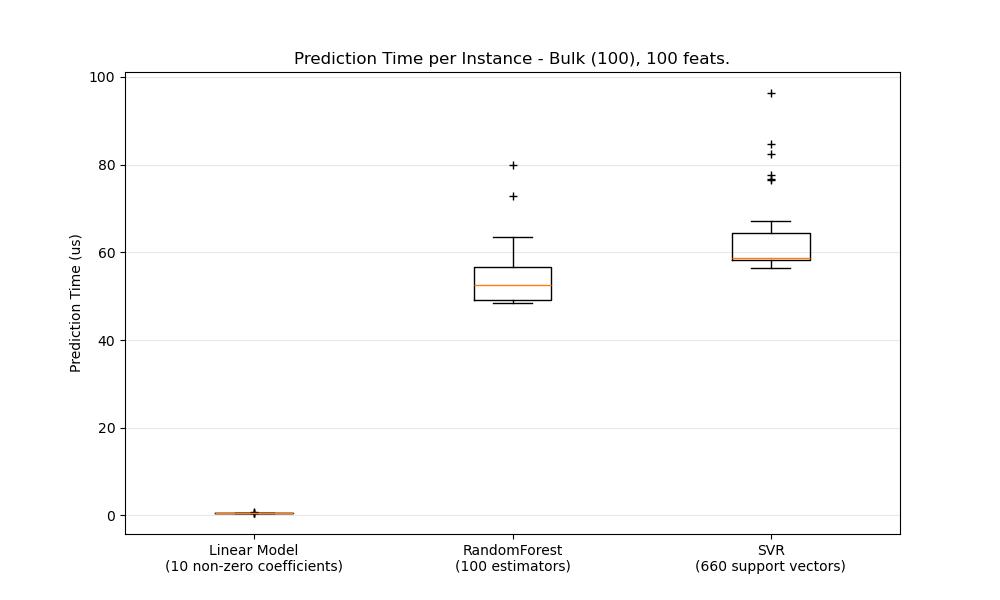 Prediction Time per Instance - Bulk (100), 100 feats.
100
80
60
40
20
0
Prediction Time (us)
Linear Model
(10 non-zero coefficients)
RandomForest
(100 estimators)
SVR
(660 support vectors)